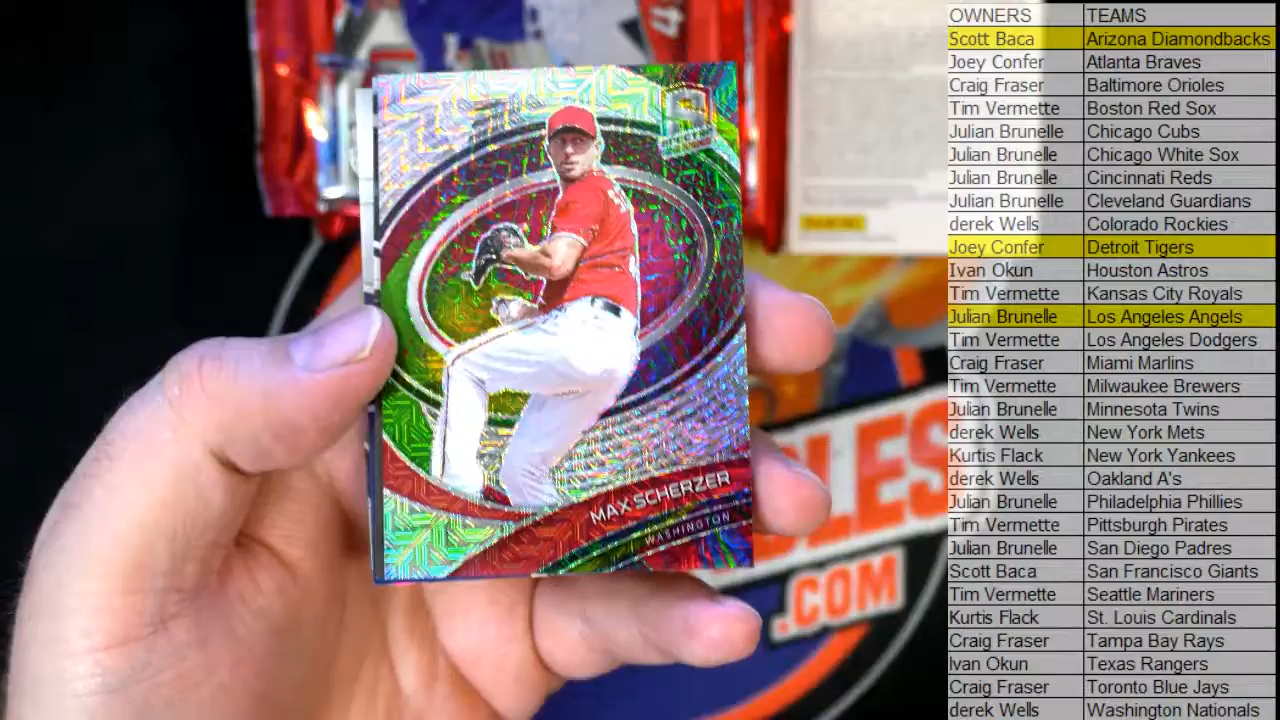 OWNERS TEAMS
Scott Baca Arizona Diamondbacks
Joey Confer Atlanta Braves
Craig Fraser Baltimore Orioles
Tim Vermette Boston Red Sox
Julian Brunelle Chicago Cubs
Julian Brunelle Chicago White Sox
Julian Brunelle Cincinnati Reds
Julian Brunelle Cleveland Guardians
derek Wells Colorado Rockies
Joey Confer Detroit Tigers
Ivan Okun Houston Astros
Tim Vermette Kansas City Royals
Julian Brunelle Los Angeles Angels
Tim Vermette Los Angeles Dodgers
Craig Fraser Miami Marlins
Tim Vermette Milwaukee Brewers
Julian Brunelle Minnesota Twins
derek Wells New York Mets
Kurtis Flack New York Yankees
derek Wells Oakland A's
Julian Brunelle Philadelphia Phillies
Tim Vermette Pittsburgh Pirates
Julian Brunelle San Diego Padres
Scott Baca San Francisco Giants
Tim Vermette Seattle Mariners
Kurtis Flack St. Louis Cardinals
Craig Fraser Tampa Bay Rays
Ivan Okun Texas Rangers
Craig Fraser Toronto Blue Jays
derek Wells Washington Nationals
MAX SCHERZER
WASHINGTON
.COM